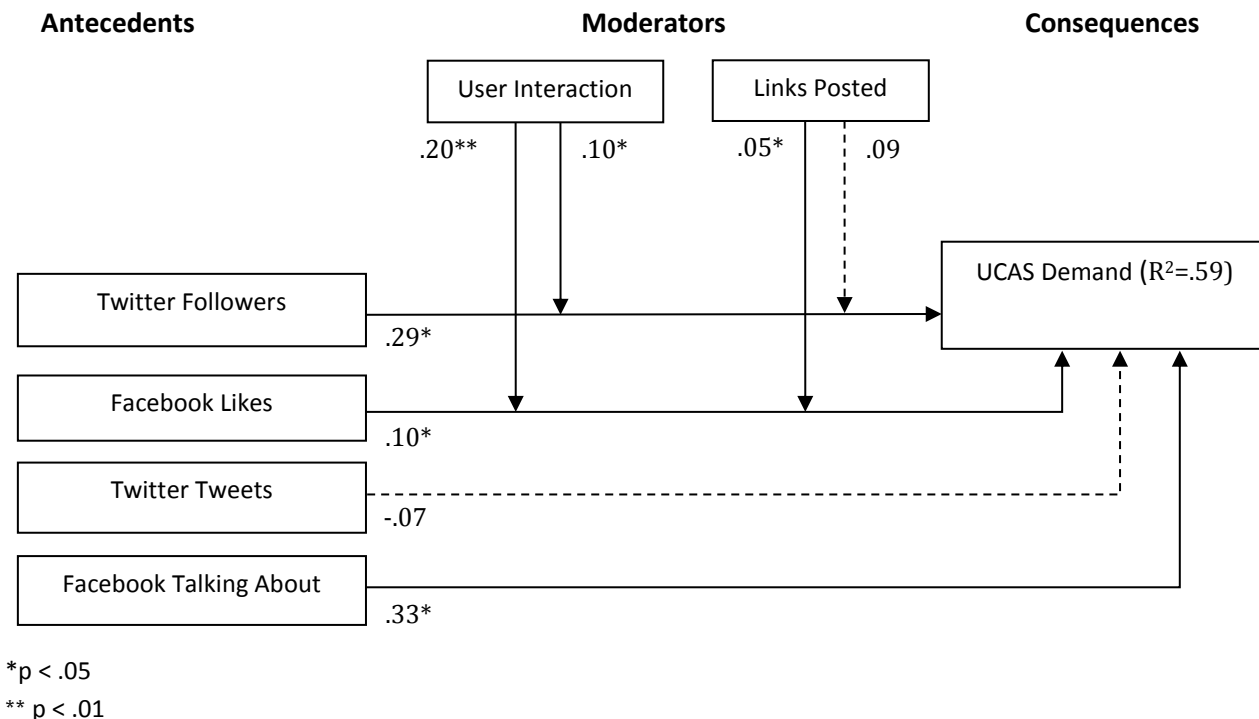 Antecedents
Moderators
Consequences
User Interaction
Links Posted
.20**
.10*
.05*
.09
UCAS Demand (R²=.59)
Twitter Followers
.29*
Facebook Likes
.10*
Twitter Tweets
-.07
Facebook Talking About
.33*
*p < .05
** p < .01